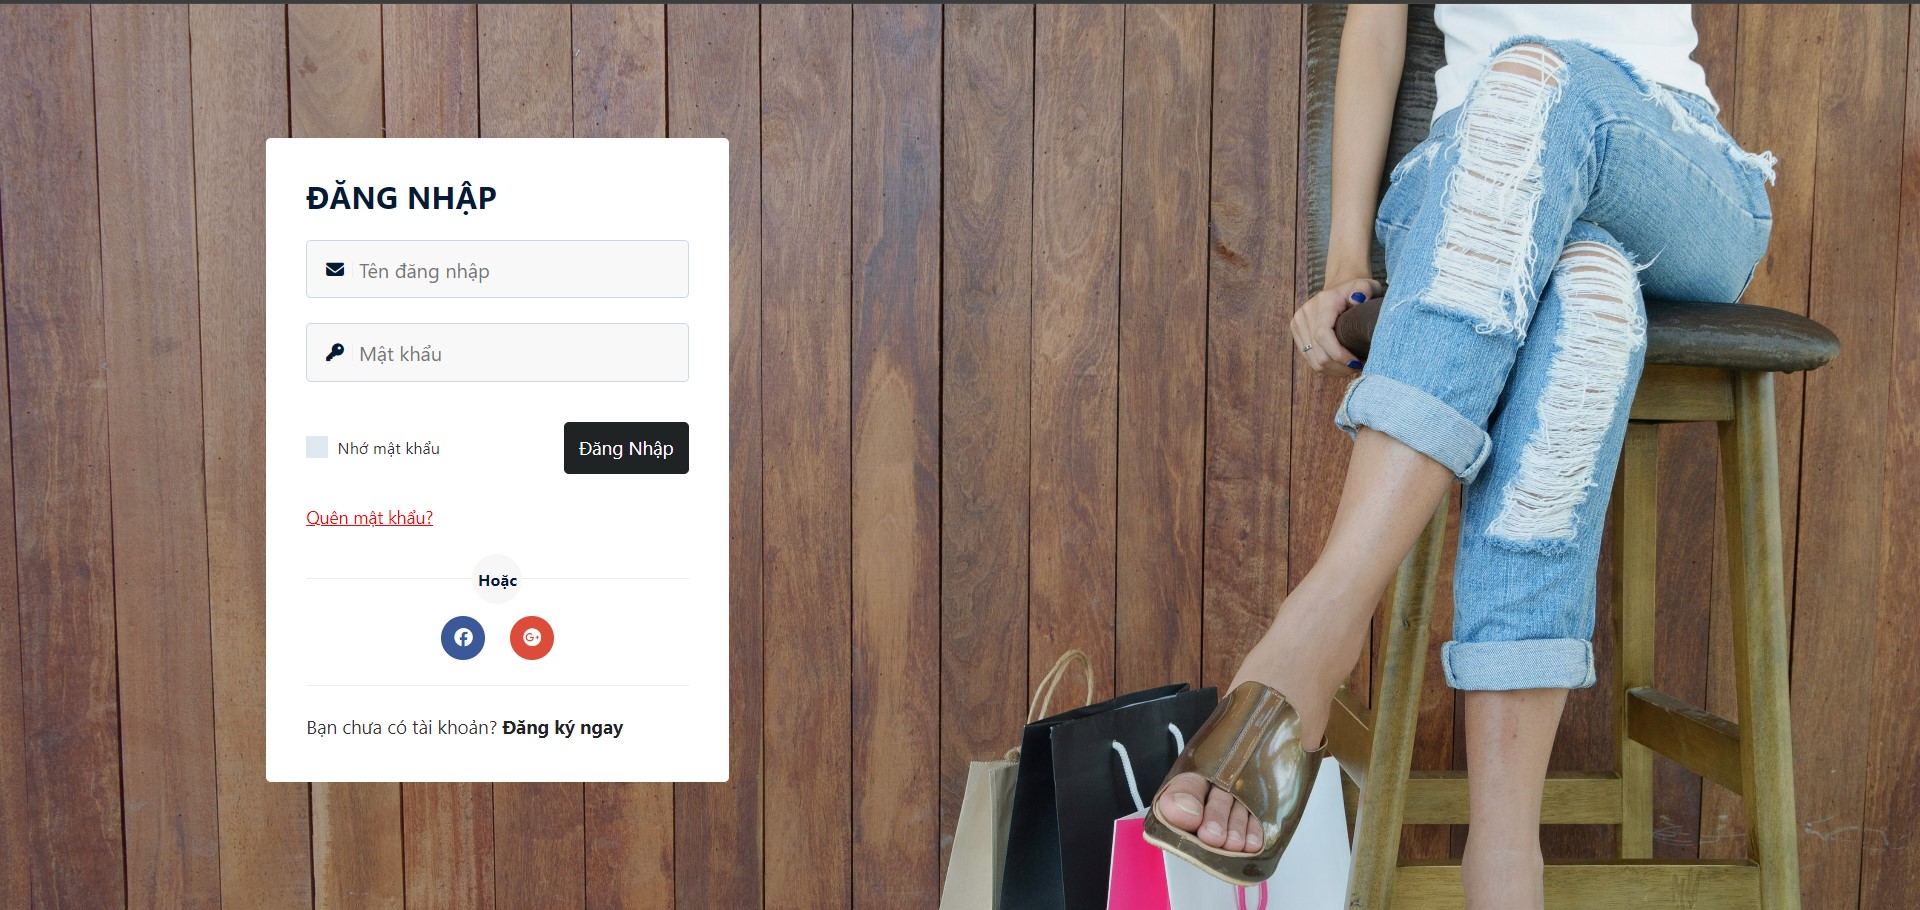 ĐĂNG NHẬP
Tên đăng nhập
Mật khẩu
Nhớ mật khẩu
Đăng Nhập
Quên mật khẩu?
Hoặc
Bạn chưa có tài khoản? Đăng ký ngay